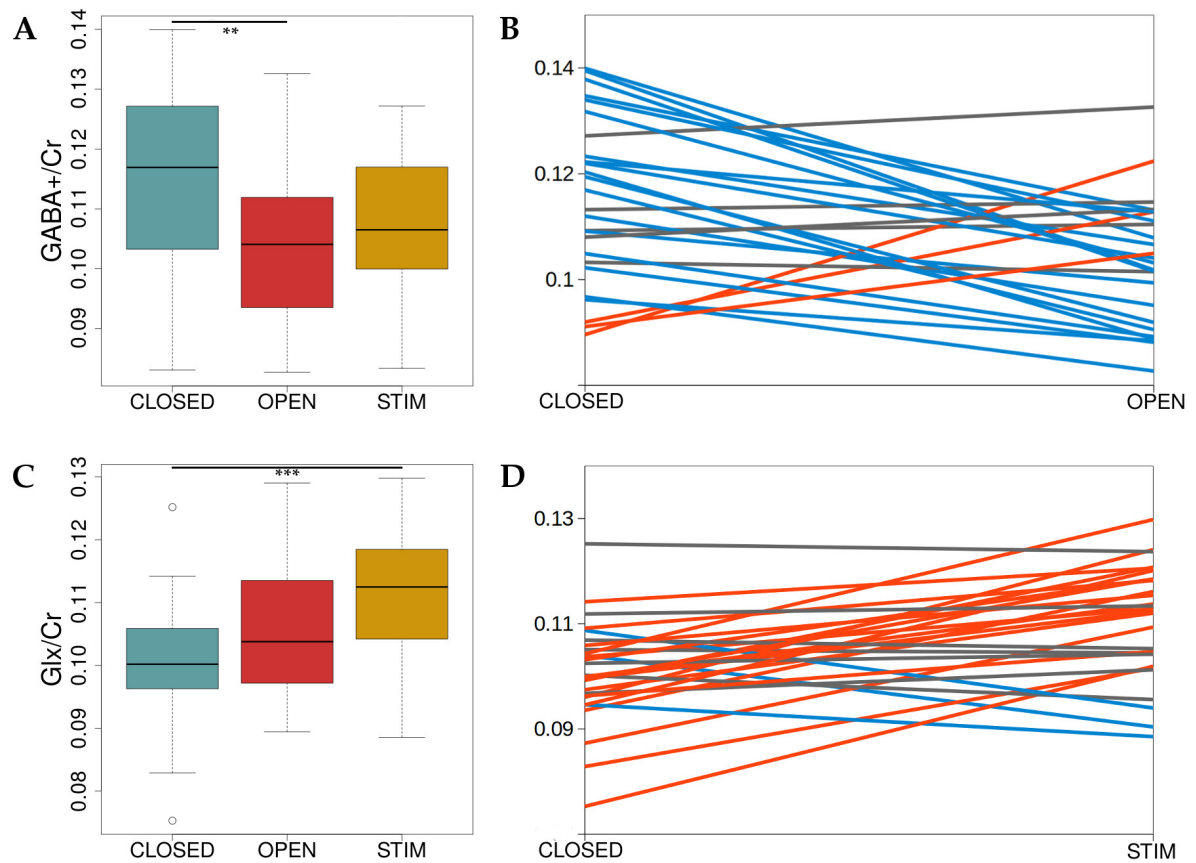 A
**
GABA+/Cr
0.14
0.13
0.12
0.11
0.10
0.09
CLOSED OPEN STIM
B
0.14
0.12
0.1
CLOSED OPEN
C
***
Glx/Cr
0.13
0.12
0.11
0.10
0.09
0.08
CLOSED OPEN STIM
D
0.13
0.11
0.09
CLOSED STIM